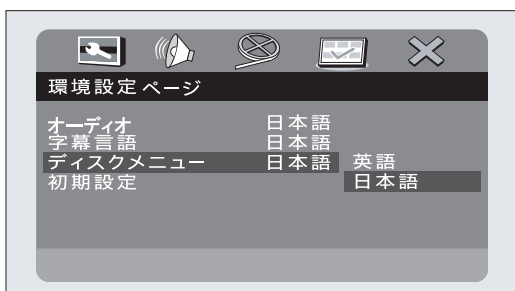 環境設定ページ
オーディオ 日本語
字幕言語 日本語
ディスクメニュー 日本語 英語
初期設定 日本語